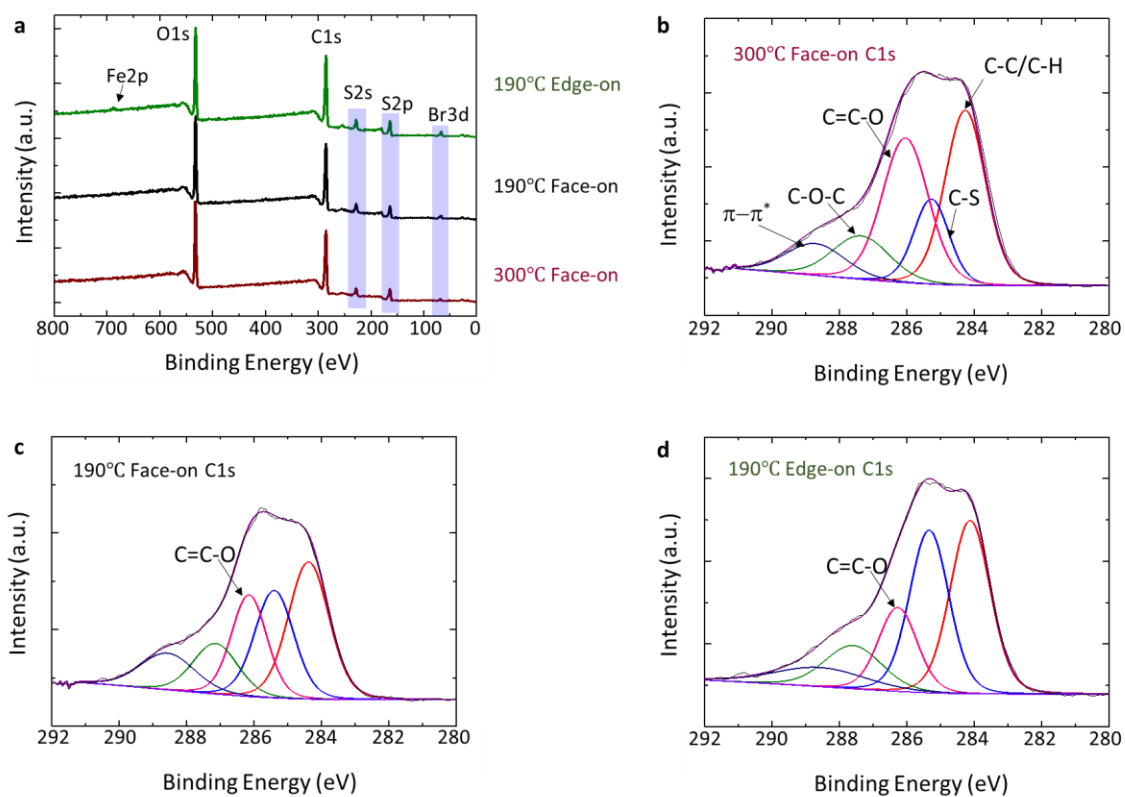 a
O1s
C1s
Fe2p
S2s
S2p
Br3d
190℃ Edge-on
190℃ Face-on
300℃ Face-on
Intensity (a.u.)
800 700 600 500 400 300 200 100 0
Binding Energy (eV)
b
300℃ Face-on C1s
C-C/C-H
C=C-O
C-O-C
C-S
π−π*
Intensity (a.u.)
292 290 288 286 284 282 280
Binding Energy (eV)
c
190℃ Face-on C1s
C=C-O
Intensity (a.u.)
292 290 288 286 284 282 280
Binding Energy (eV)
d
190℃ Edge-on C1s
C=C-O
Intensity (a.u.)
292 290 288 286 284 282 280
Binding Energy (eV)